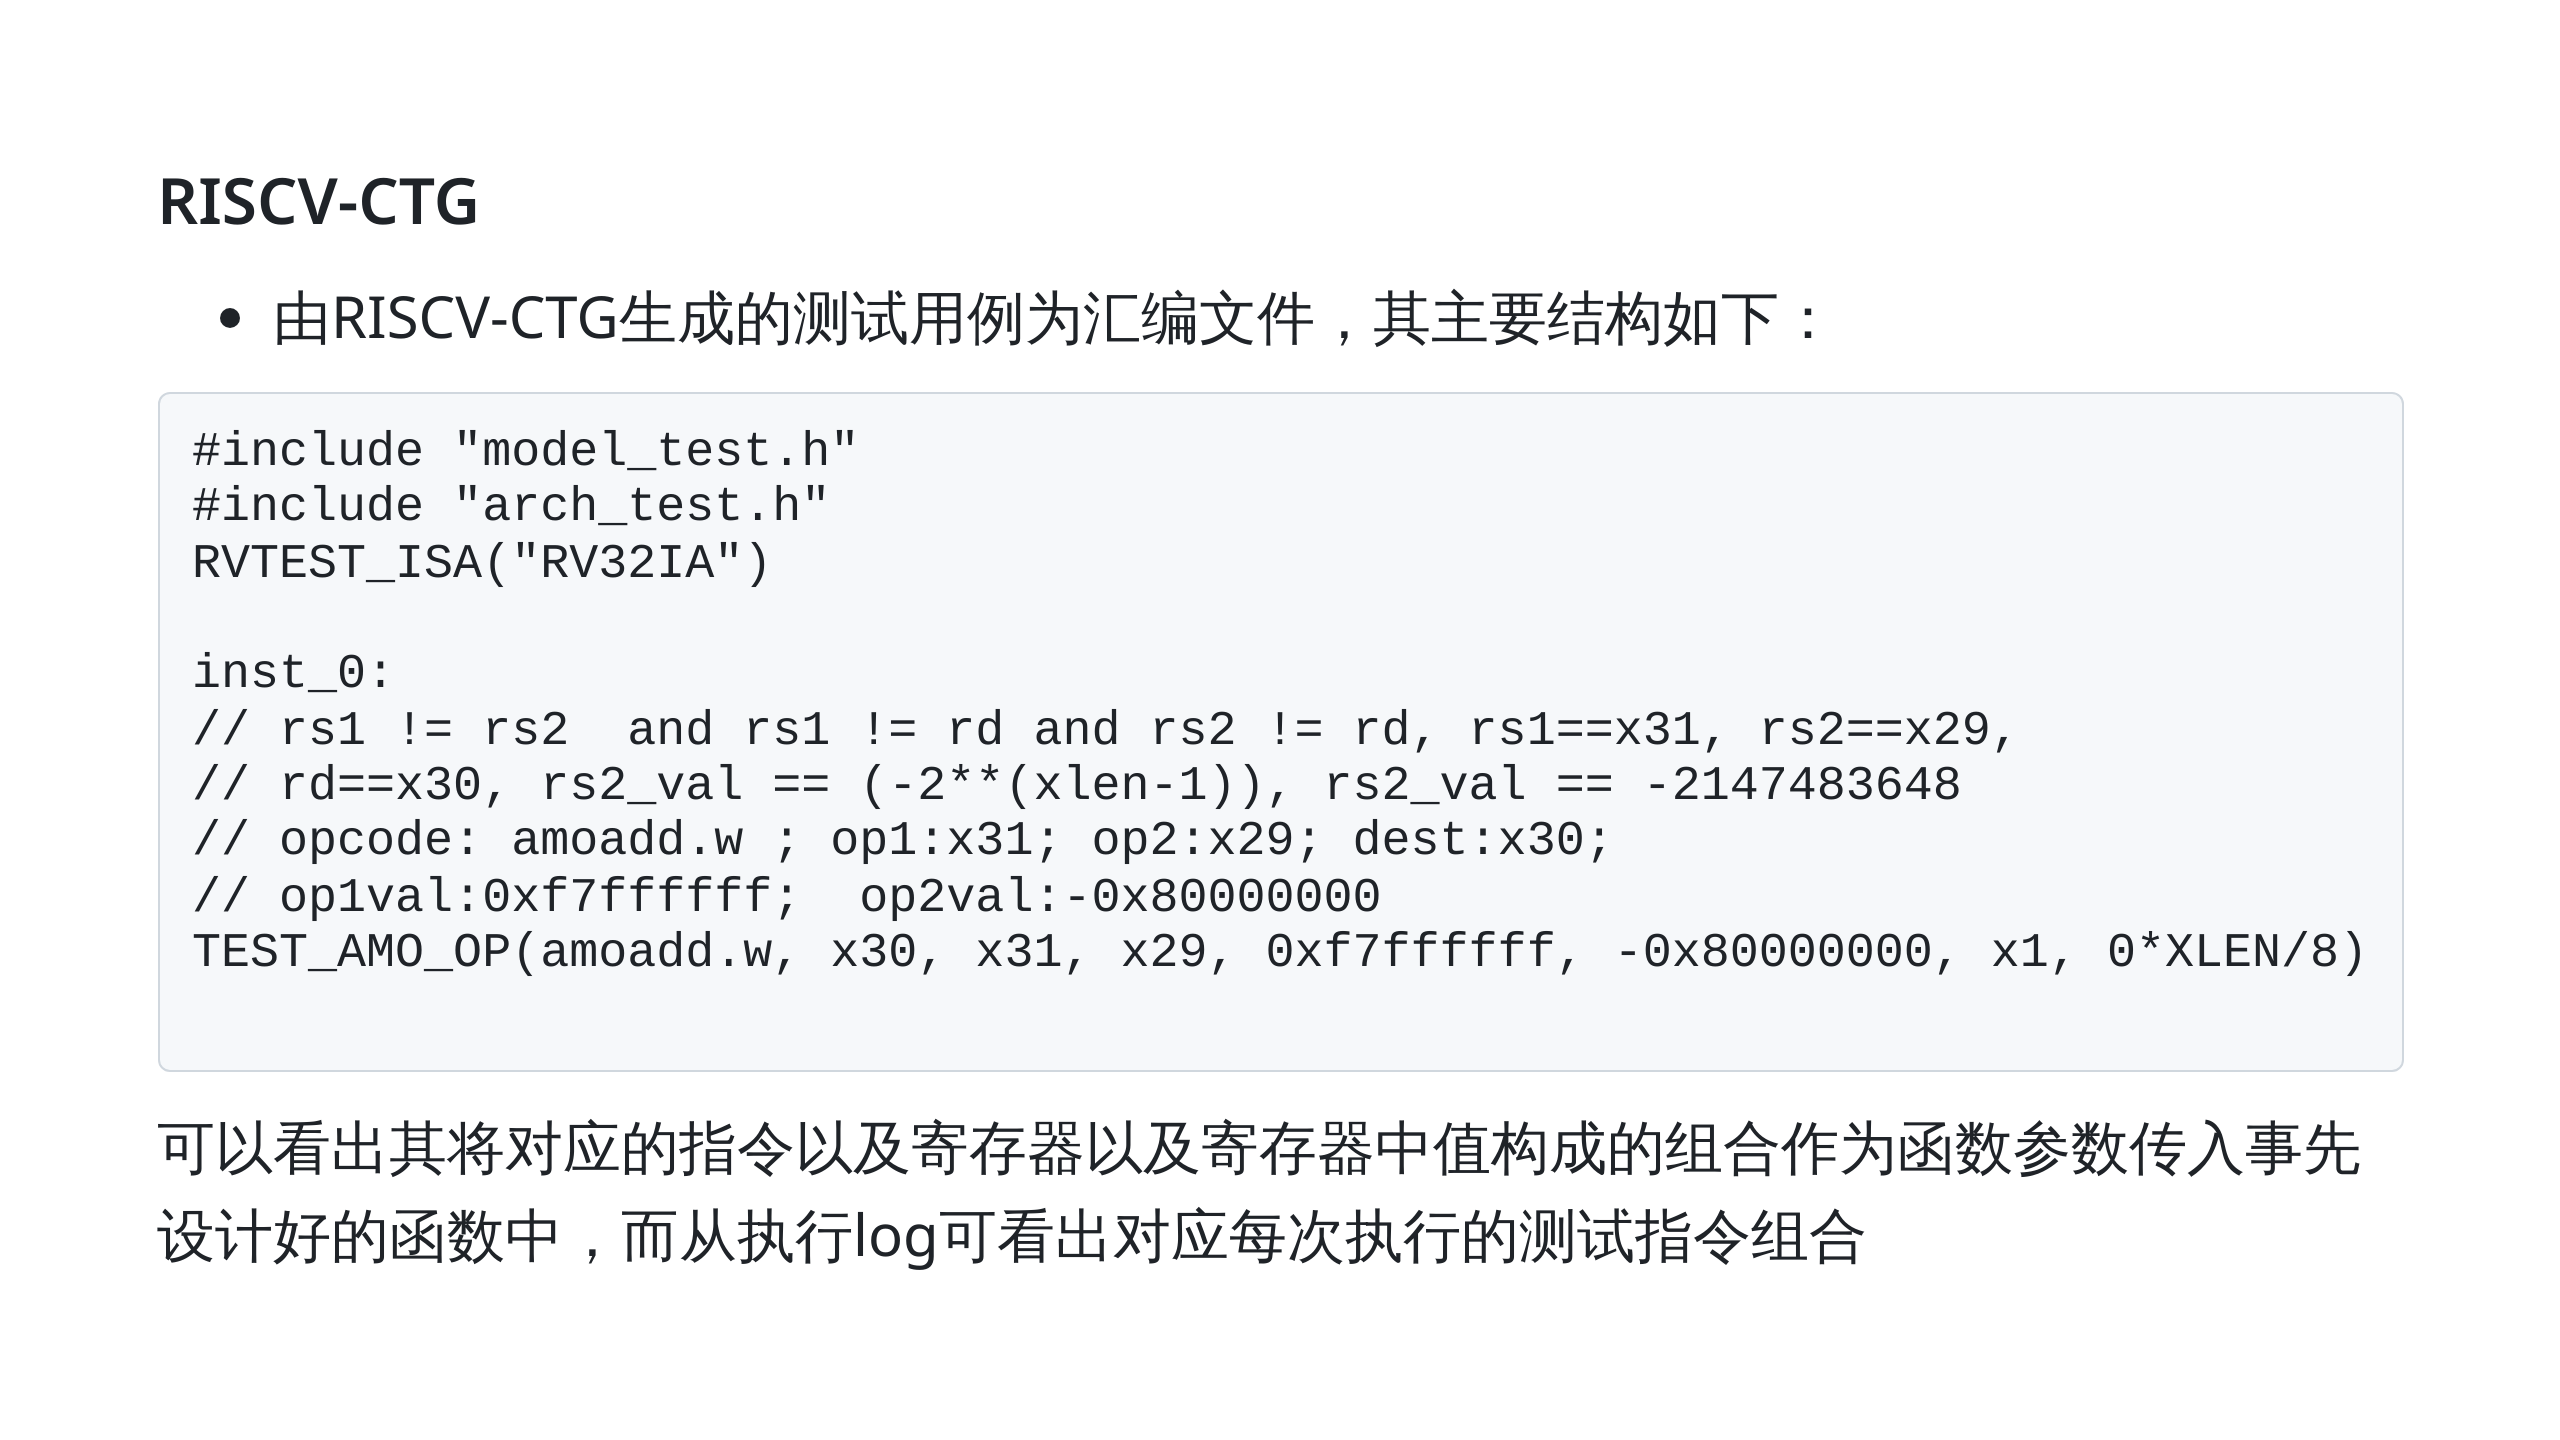 RISCV-CTG
• 由RISCV-CTG生成的测试用例为汇编文件，其主要结构如下：
#include "model_test.h"
#include "arch_test.h"
RVTEST_ISA("RV32IA")
inst_0:
// rs1 != rs2  and rs1 != rd and rs2 != rd, rs1==x31, rs2==x29,
// rd==x30, rs2_val == (-2**(xlen-1)), rs2_val == -2147483648
// opcode: amoadd.w ; op1:x31; op2:x29; dest:x30;
// op1val:0xf7ffffff;  op2val:-0x80000000
TEST_AMO_OP(amoadd.w, x30, x31, x29, 0xf7ffffff, -0x80000000, x1, 0*XLEN/8)
可以看出其将对应的指令以及寄存器以及寄存器中值构成的组合作为函数参数传入事先
设计好的函数中，而从执行log可看出对应每次执行的测试指令组合